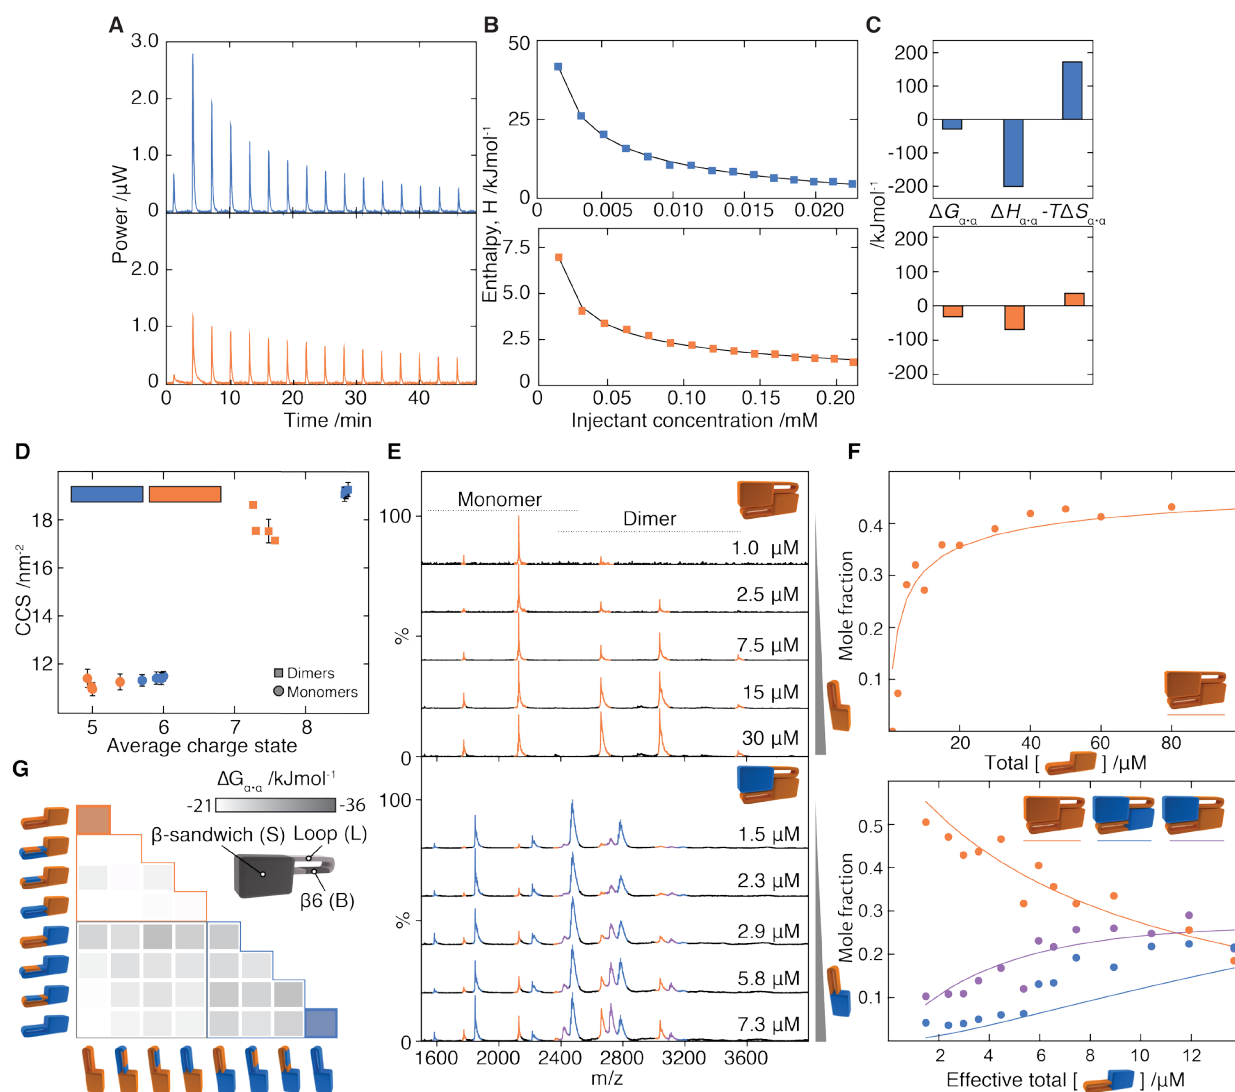 A
B
C
3.0
2.0
1.0
0
2.0
1.0
0
Power /µW
0
10
20
30
40
Time /min
50
25
0
0
0.005
0.010
0.015
0.020
7.5
5.0
2.5
0
0
0.05
0.10
0.15
0.20
Enthalpy, H /kJmol-1
Injectant concentration /mM
200
100
0
-100
-200
ΔGα•α ΔHα•α -TΔSα•α
/kJmol-1
200
100
0
-100
-200
D
E
F
18
16
14
12
CCS /nm-2
Dimers
Monomers
5
6
7
8
Average charge state
Monomer
Dimer
100
%
0
1.0 µM
2.5 µM
7.5 µM
15 µM
30 µM
100
%
0
1.5 µM
2.3 µM
2.9 µM
5.8 µM
7.3 µM
1600
2000
2400
2800
3200
3600
m/z
0.4
0.3
0.2
0.1
0
Mole fraction
20
40
60
80
Total [ ] /µM
0.5
0.4
0.3
0.2
0.1
Mole fraction
0
2
4
6
8
10
12
14
Effective total [ ] /µM
G
ΔGα•α /kJmol-1
-21
-36
β-sandwich (S)
Loop (L)
β6 (B)